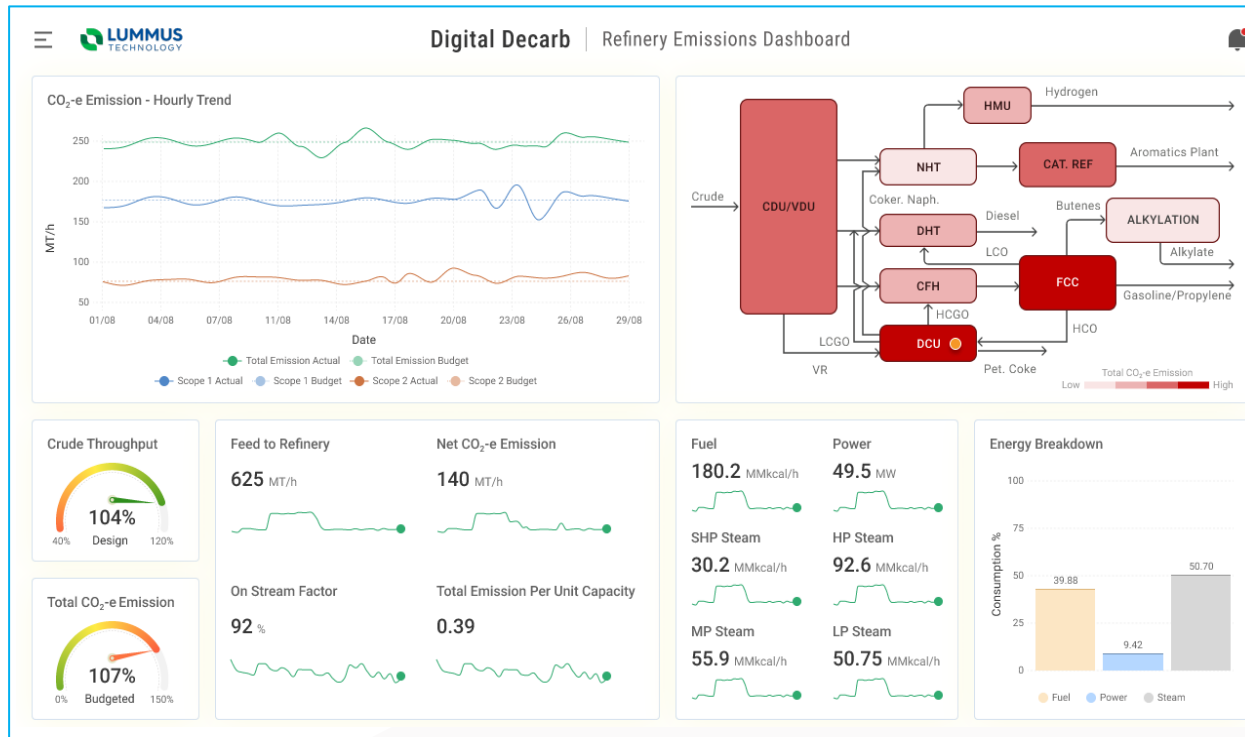 LUMMUS
TECHNOLOGY
Digital Decarb
Refinery Emissions Dashboard
CO₂-e Emission - Hourly Trend
250
200
150
100
50
MT/h
01/08 04/08 07/08 11/08 14/08 17/08 20/08 23/08 26/08 29/08
Date
Total Emission Actual Total Emission Budget
Scope 1 Actual Scope 1 Budget Scope 2 Actual Scope 2 Budget
Hydrogen
HMU
NHT
CAT. REF
Aromatics Plant
Crude
CDU/VDU
Coker. Naph.
Butenes
Diesel
ALKYLATION
DHT
LCO
Alkylate
CFH
FCC
Gasoline/Propylene
HCGO
HCO
LCGO
DCU
VR
Pet. Coke
Total CO₂-e Emission
Low High
Crude Throughput
104%
40% Design 120%
Total CO₂-e Emission
107%
0% Budgeted 150%
Feed to Refinery
625 MT/h
Net CO₂-e Emission
140 MT/h
On Stream Factor
92 %
Total Emission Per Unit Capacity
0.39
Fuel
180.2 MMkcal/h
Power
49.5 MW
SHP Steam
30.2 MMkcal/h
HP Steam
92.6 MMkcal/h
MP Steam
55.9 MMkcal/h
LP Steam
50.75 MMkcal/h
Energy Breakdown
100
75
50
25
0
Consumption %
39.88
9.42
50.70
Fuel Power Steam